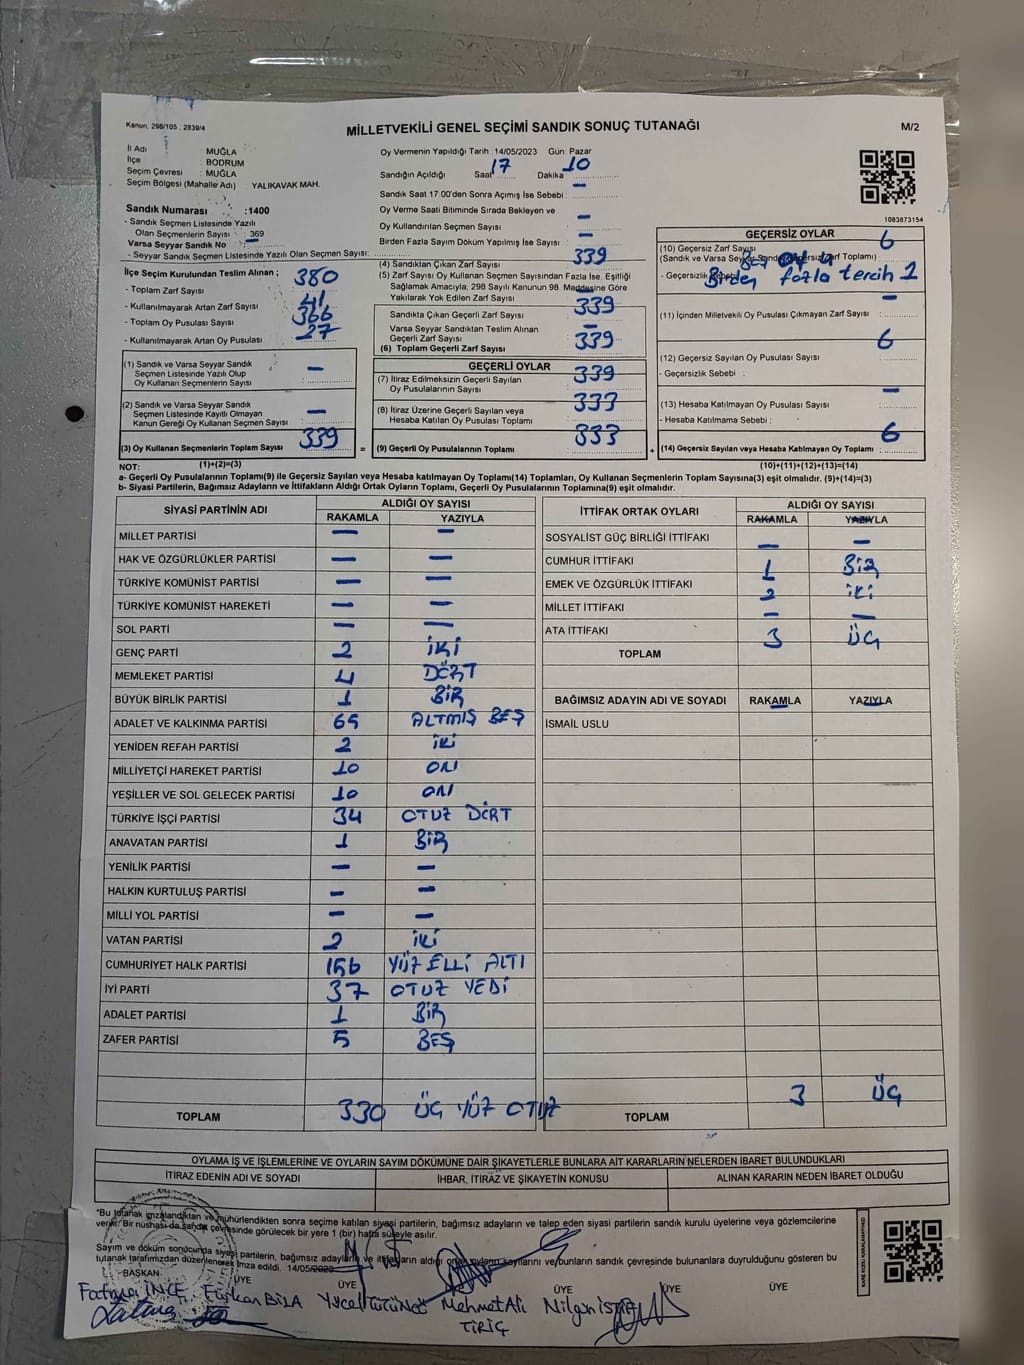 Kanun, 298/105 , 2839/4
MİLLETVEKİLİ GENEL SEÇİMİ SANDIK SONUÇ TUTANAĞI
M/2
İl Adı MUĞLA
İlçe : BODRUM
Seçim Çevresi : MUĞLA
Seçim Bölgesi (Mahalle Adı) YALIKAVAK MAH.
Sandık Numarası :1400
- Sandık Seçmen Listesinde Yazılı
Olan Seçmenlerin Sayısı : 369
Varsa Seyyar Sandık No —
- Seyyar Sandık Seçmen Listesinde Yazılı Olan Seçmen Sayısı:
Oy Vermenin Yapıldığı Tarih :14/05/2023 Gün: Pazar
Sandığın Açıldığı Saat 17 Dakika 10
Sandık Saat 17.00'den Sonra Açımış İse Sebebi : —
Oy Verme Saati Bitiminde Sırada Bekleyen ve
Oy Kullandırılan Seçmen Sayısı : —
Birden Fazla Sayım Döküm Yapılmış İse Sayısı : —
1083873154
İlçe Seçim Kurulundan Teslim Alınan ;
- Toplam Zarf Sayısı 380
- Kullanılmayarak Artan Zarf Sayısı 41
- Toplam Oy Pusulası Sayısı 366
- Kullanılmayarak Artan Oy Pusulası 27
(1) Sandık ve Varsa Seyyar Sandık
Seçmen Listesinde Yazılı Olup
Oy Kullanan Seçmenlerin Sayısı : —
(2) Sandık ve Varsa Seyyar Sandık
Seçmen Listesinde Kayıtlı Olmayan
Kanun Gereği Oy Kullanan Seçmen Sayısı —
(3) Oy Kullanan Seçmenlerin Toplam Sayısı 339
(4) Sandıktan Çıkan Zarf Sayısı 339
(5) Zarf Sayısı Oy Kullanan Seçmen Sayısından Fazla İse, Eşitliği
Sağlamak Amacıyla, 298 Sayılı Kanunun 98. Maddesine Göre
Yakılarak Yok Edilen Zarf Sayısı : —
Sandıkta Çıkan Geçerli Zarf Sayısı 339
Varsa Seyyar Sandıktan Teslim Alınan
Geçerli Zarf Sayısı —
(6) Toplam Geçerli Zarf Sayısı 339
GEÇERLİ OYLAR
(7) İtiraz Edilmeksizin Geçerli Sayılan
Oy Pusulalarının Sayısı 339
(8) İtiraz Üzerine Geçerli Sayılan veya
Hesaba Katılan Oy Pusulası Toplamı 333
= (9) Geçerli Oy Pusulalarının Toplamı 333
GEÇERSİZ OYLAR
(10) Geçersiz Zarf Sayısı 6
- Geçersizlik Birden fazla tercih 1
(11) İçinden Milletvekili Oy Pusulası Çıkmayan Zarf Sayısı —
(12) Geçersiz Sayılan Oy Pusulası Sayısı 6
- Geçersizlik Sebebi :
(13) Hesaba Katılmayan Oy Pusulası Sayısı —
- Hesaba Katılmama Sebebi :
+ (14) Geçersiz Sayılan veya Hesaba Katılmayan Oy Toplamı 6
NOT: (1)+(2)=(3) (10)+(11)+(12)+(13)=(14)
a- Geçerli Oy Pusulalarının Toplamı(9) ile Geçersiz Sayılan veya Hesaba katılmayan Oy Toplamı(14) Toplamları, Oy Kullanan Seçmenlerin Toplam Sayısına(3) eşit olmalıdır. (9)+(14)=(3)
b- Siyasi Partilerin, Bağımsız Adayların ve İttifakların Aldığı Ortak Oyların Toplamı, Geçerli Oy Pusulalarının Toplamına(9) eşit olmalıdır.
SİYASİ PARTİNİN ADI ALDIĞI OY SAYISI
RAKAMLA YAZIYLA
MİLLET PARTİSİ — —
HAK VE ÖZGÜRLÜKLER PARTİSİ — —
TÜRKİYE KOMÜNİST PARTİSİ — —
TÜRKİYE KOMÜNİST HAREKETİ — —
SOL PARTİ — —
GENÇ PARTİ 2 İKİ
MEMLEKET PARTİSİ 4 DÖRT
BÜYÜK BİRLİK PARTİSİ 1 BİR
ADALET VE KALKINMA PARTİSİ 65 ALTMIŞ BEŞ
YENİDEN REFAH PARTİSİ 2 İKİ
MİLLİYETÇİ HAREKET PARTİSİ 10 ON
YEŞİLLER VE SOL GELECEK PARTİSİ 10 ON
TÜRKİYE İŞÇİ PARTİSİ 34 OTUZ DÖRT
ANAVATAN PARTİSİ 1 BİR
YENİLİK PARTİSİ — —
HALKIN KURTULUŞ PARTİSİ — —
MİLLİ YOL PARTİSİ — —
VATAN PARTİSİ 2 İKİ
CUMHURİYET HALK PARTİSİ 156 YÜZ ELLİ ALTI
İYİ PARTİ 37 OTUZ YEDİ
ADALET PARTİSİ 1 BİR
ZAFER PARTİSİ 5 BEŞ
TOPLAM 330 ÜÇ YÜZ OTUZ
İTTİFAK ORTAK OYLARI ALDIĞI OY SAYISI
RAKAMLA YAZIYLA
SOSYALİST GÜÇ BİRLİĞİ İTTİFAKI — —
CUMHUR İTTİFAKI 1 BİR
EMEK VE ÖZGÜRLÜK İTTİFAKI 2 İKİ
MİLLET İTTİFAKI — —
ATA İTTİFAKI 3 ÜÇ
TOPLAM
BAĞIMSIZ ADAYIN ADI VE SOYADI RAKAMLA YAZIYLA
İSMAİL USLU
TOPLAM 3 ÜÇ
OYLAMA İŞ VE İŞLEMLERİNE VE OYLARIN SAYIM DÖKÜMÜNE DAİR ŞİKAYETLERLE BUNLARA AİT KARARLARIN NELERDEN İBARET BULUNDUKLARI
İTİRAZ EDENİN ADI VE SOYADI İHBAR, İTİRAZ VE ŞİKAYETİN KONUSU ALINAN KARARIN NEDEN İBARET OLDUĞU
"Bu tutanak imzalandıktan ve mühürlendikten sonra seçime katılan siyasi partilerin, bağımsız adayların ve talep eden siyasi partilerin sandık kurulu üyelerine veya gözlemcilerine
verilir. Bir nüshası da sandık çevresinde görülecek bir yere 1 (bir) hafta süreyle asılır.
Sayım ve döküm sonucunda siyasi partilerin, bağımsız adayların ve ittifakların aldığı ortak oyların sayılarını ve/bunların sandık çevresinde bulunanlara duyrulduğunu gösteren bu
tutanak tarafımızdan düzenlenerek imza edildi. 14/05/2023
BAŞKAN ÜYE ÜYE ÜYE ÜYE ÜYE
Fatma İNCE Yücel Mehmet Ali Nilgün
TİRİÇ